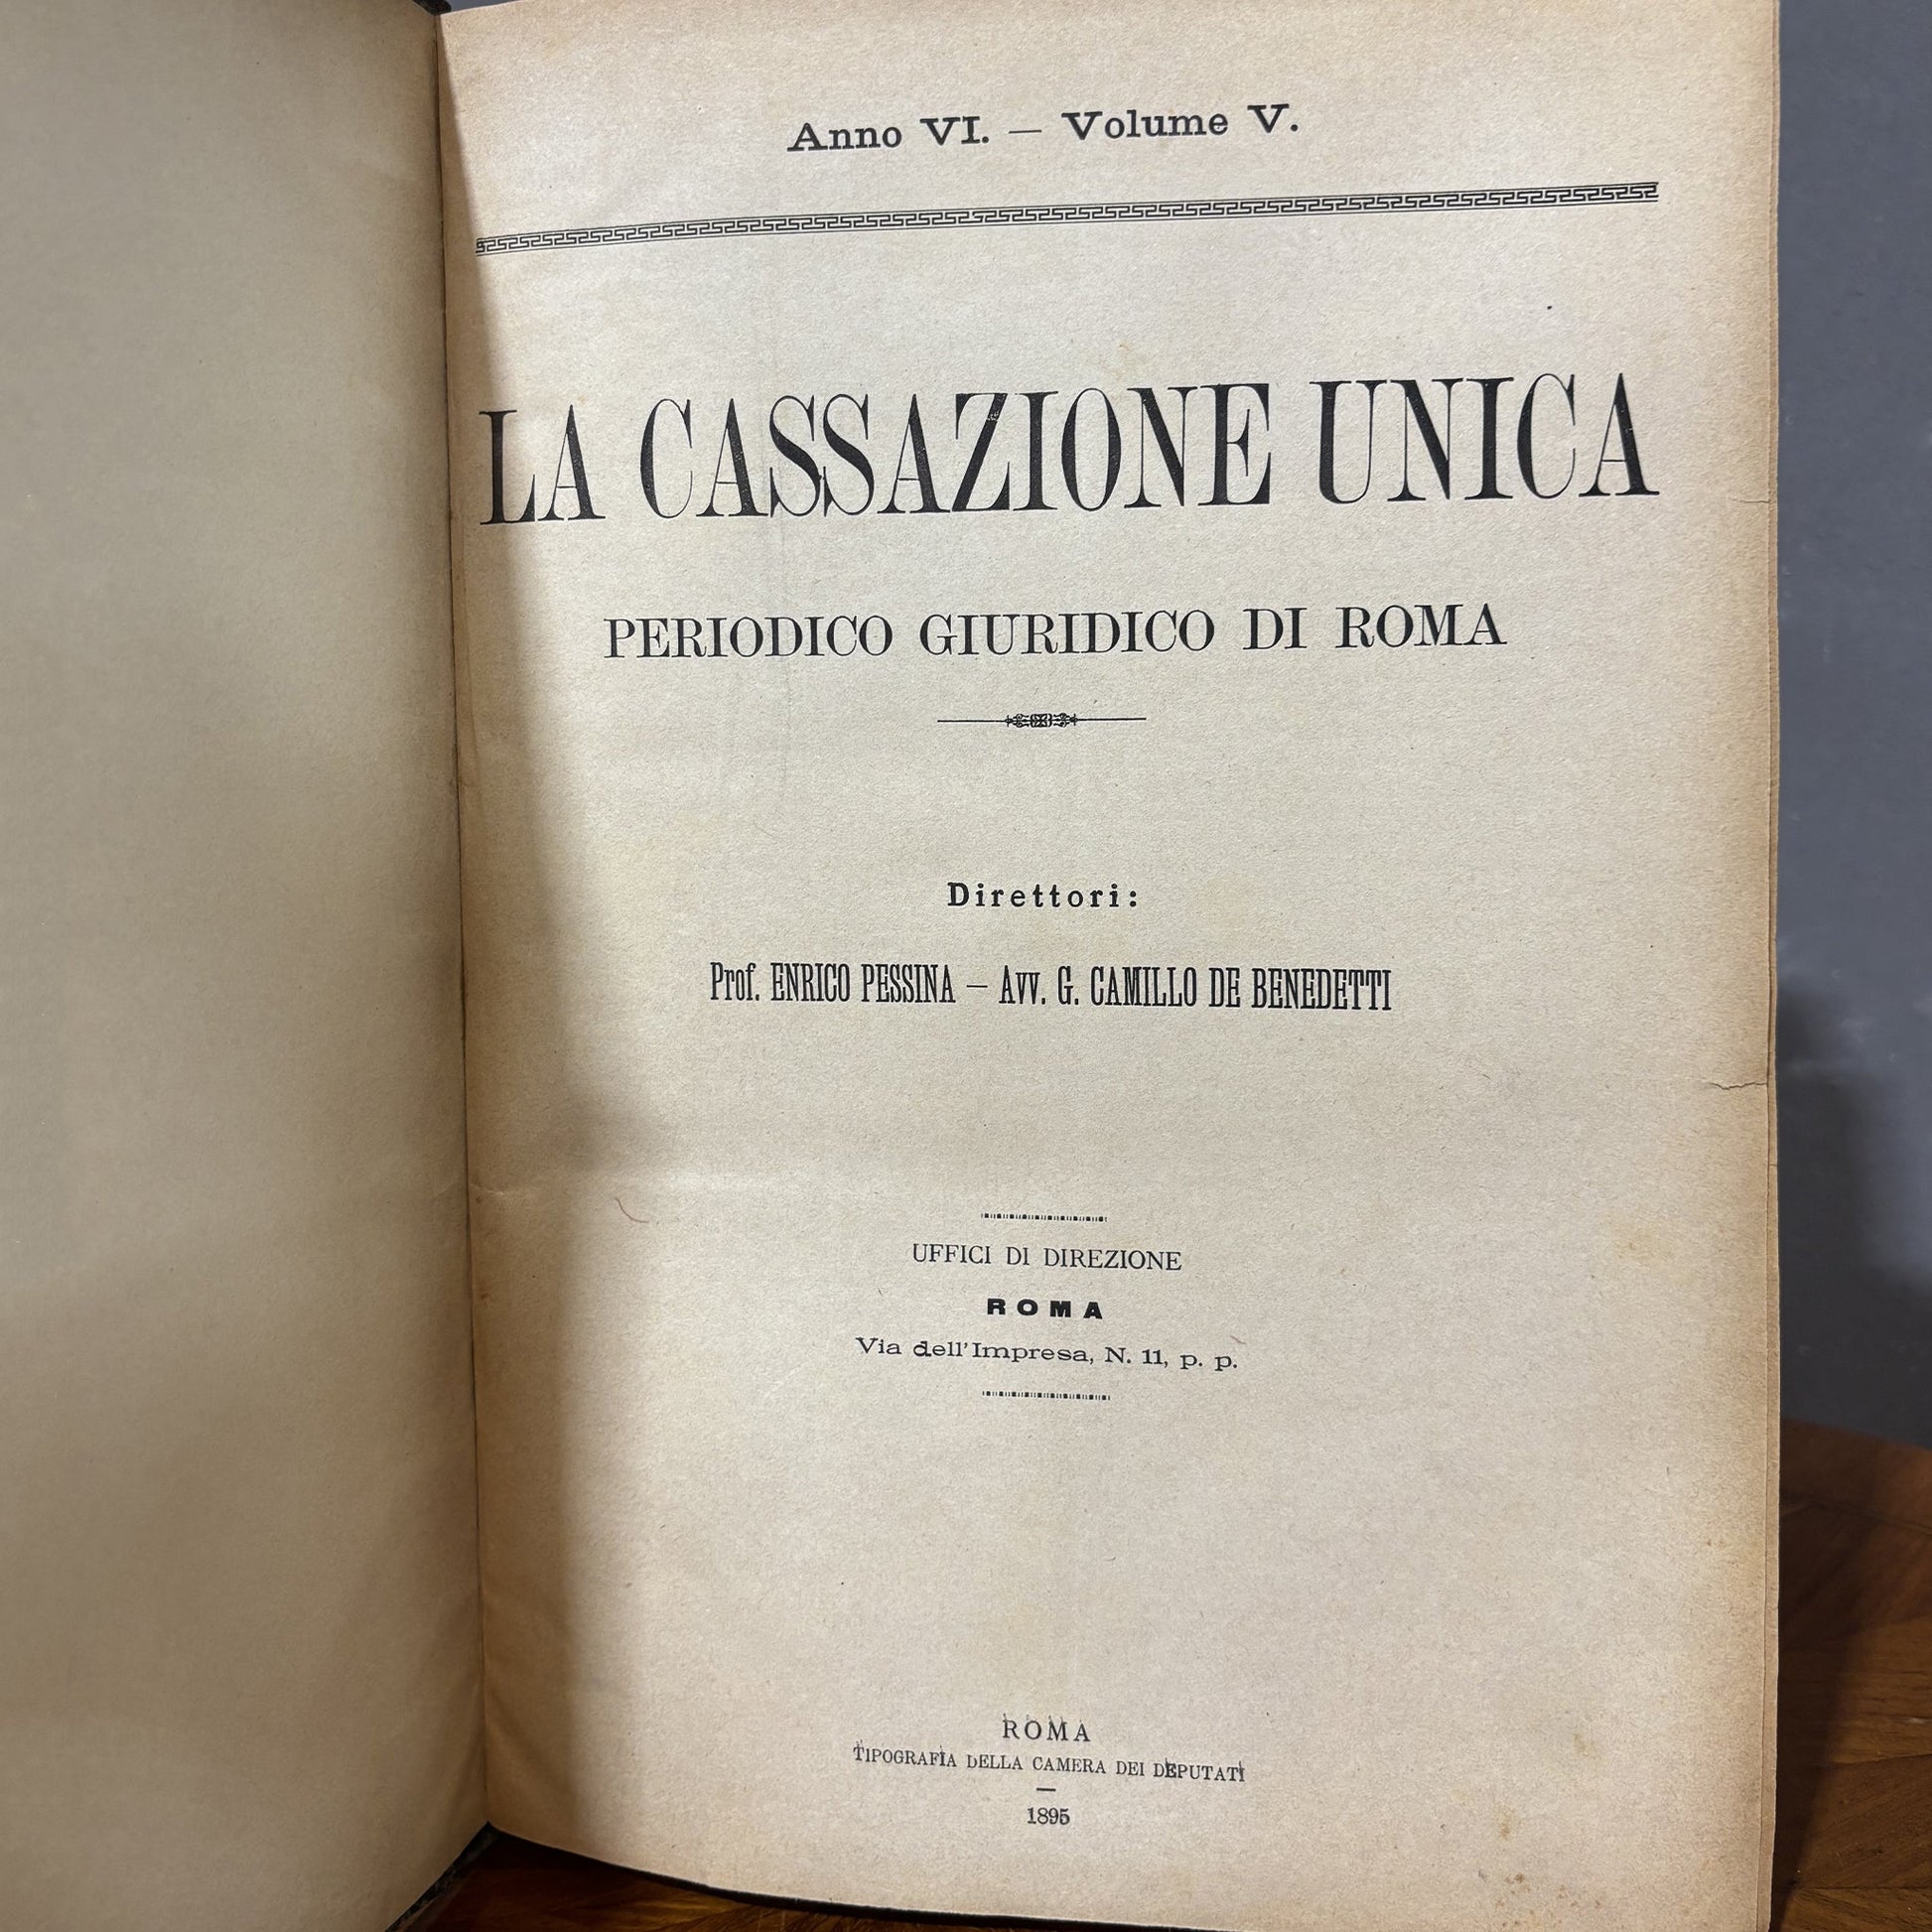 Anno VI. — Volume V.
LA CASSAZIONE UNICA
PERIODICO GIURIDICO DI ROMA
Direttori:
Prof. ENRICO PESSINA — Avv. G. CAMILLO DE BENEDETTI
UFFICI DI DIREZIONE
ROMA
Via dell'Impresa, N. 11, p. p.
ROMA
TIPOGRAFIA DELLA CAMERA DEI DEPUTATI
—
1895